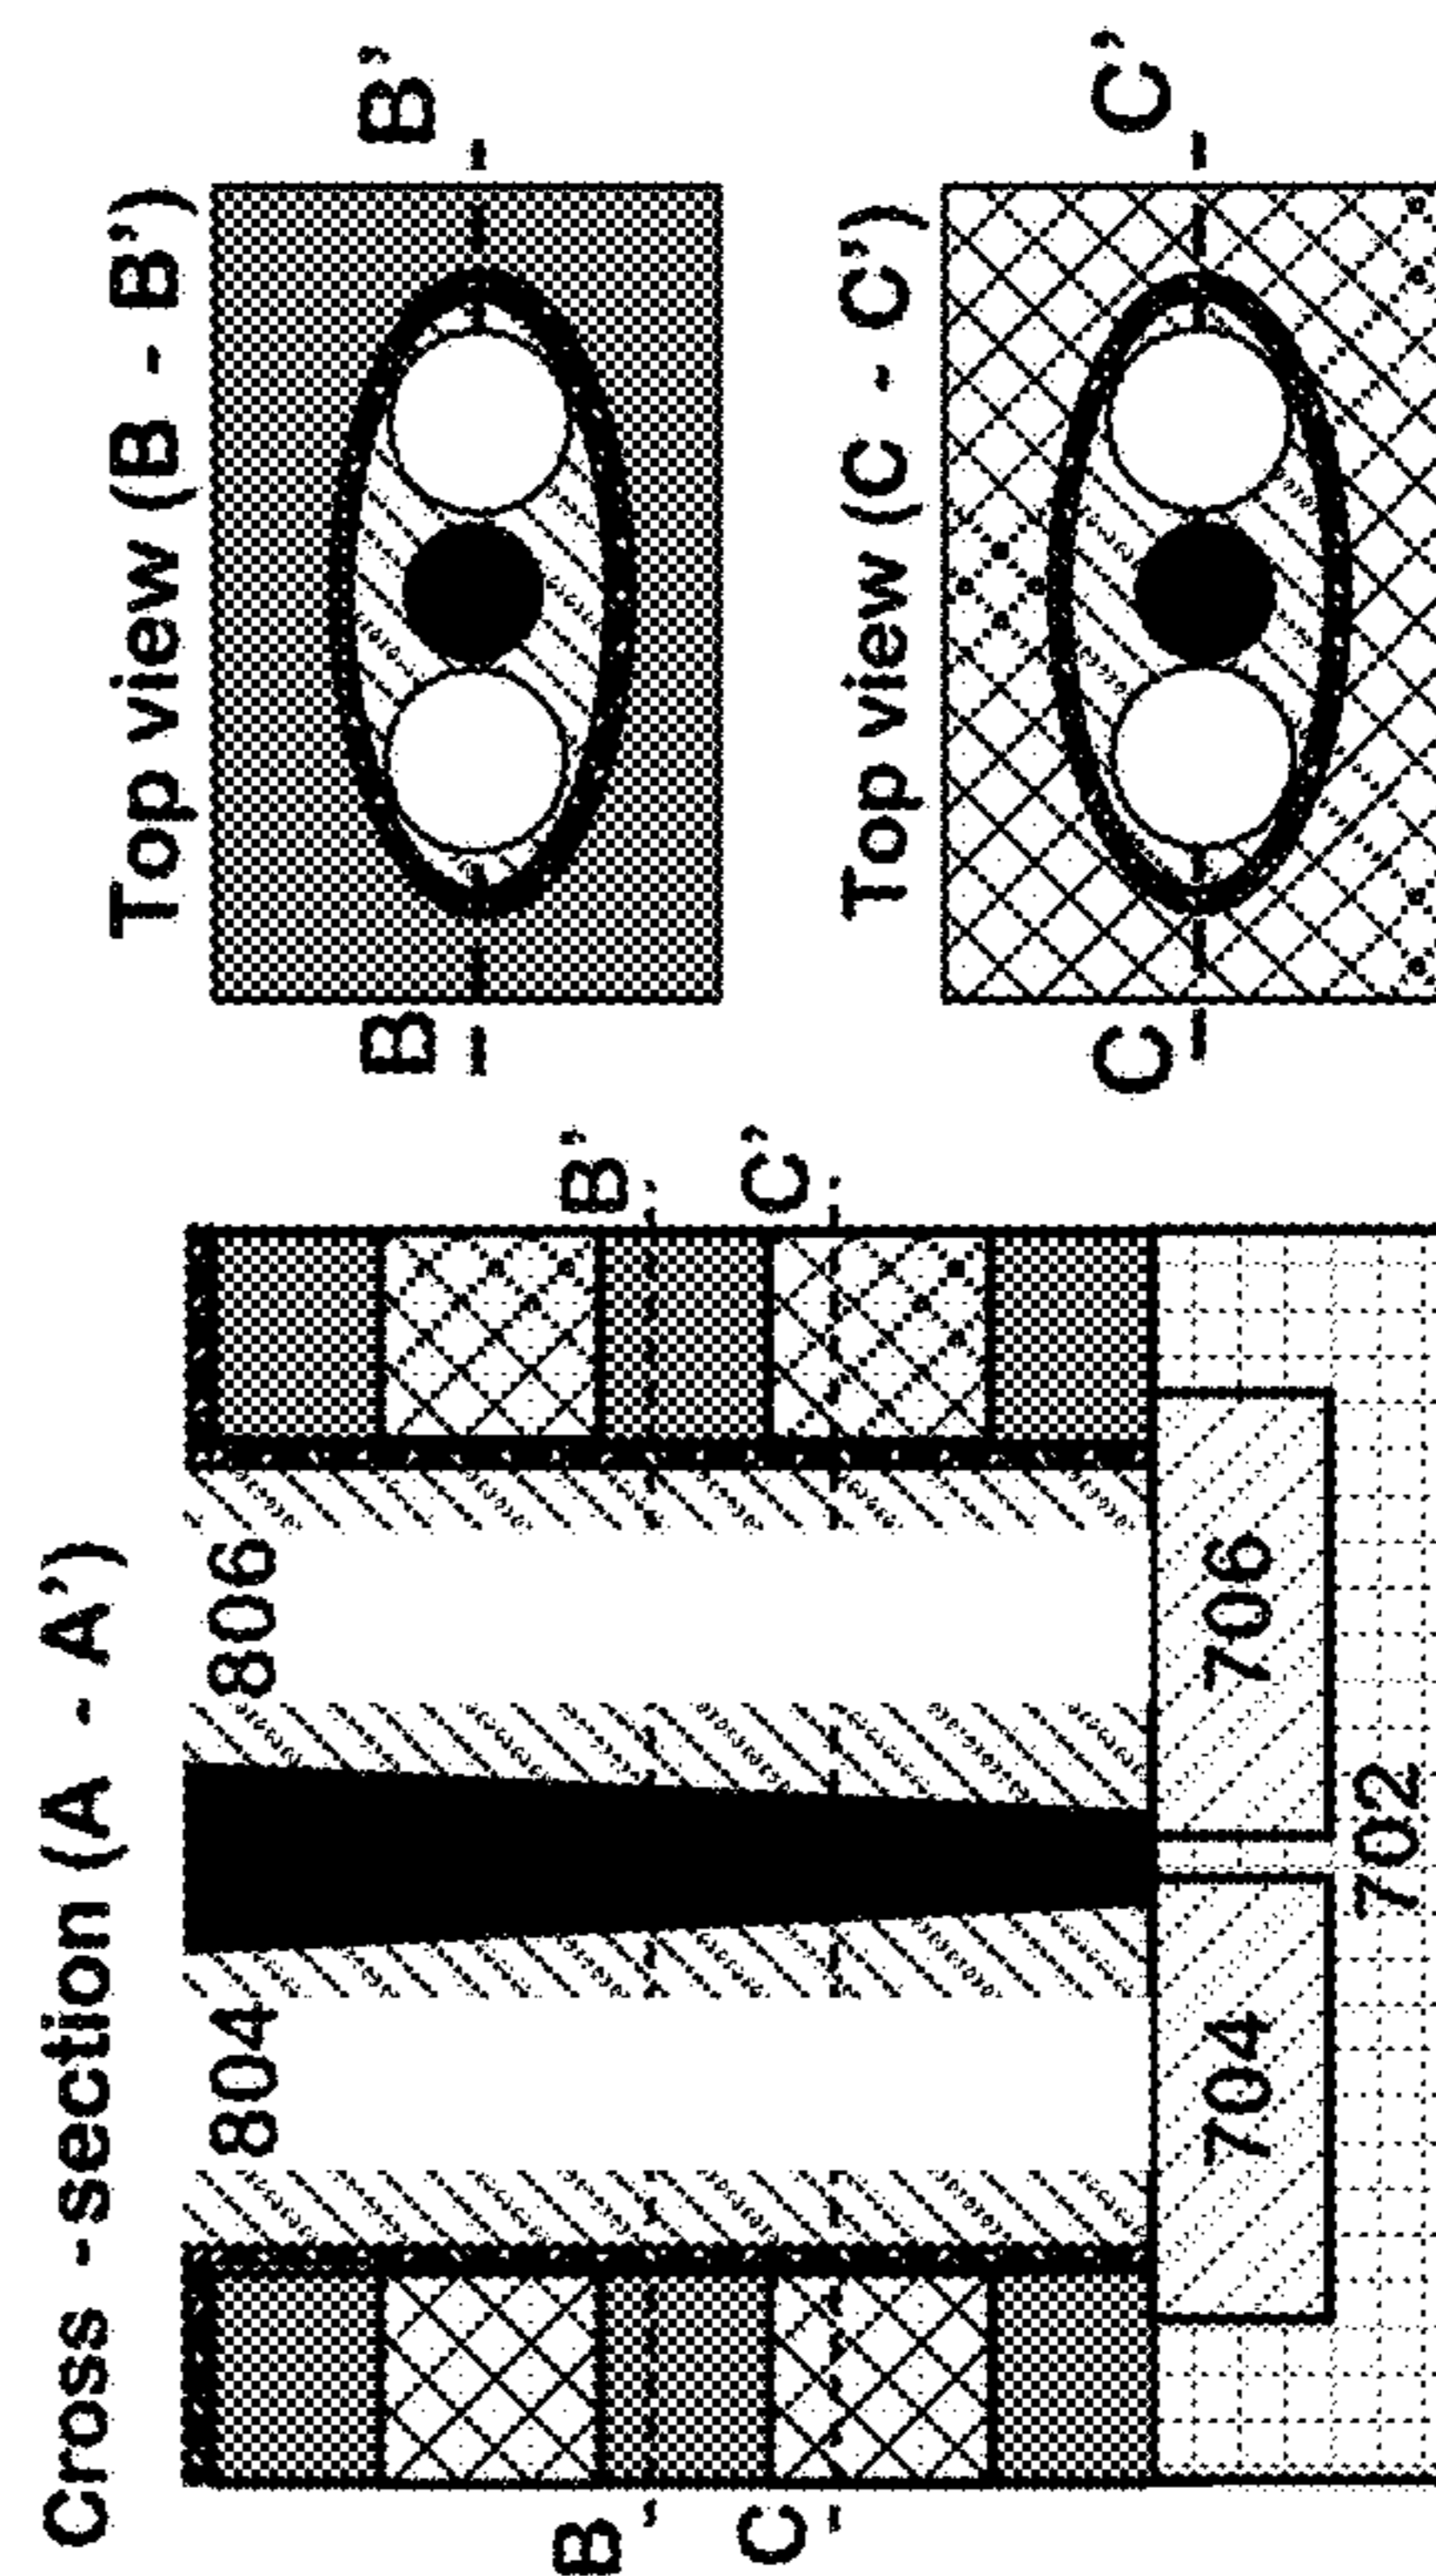 Cross - section (A - A')
804
806
B
B'
C
C'
704
706
702
Top view (B - B')
B
B'
Top view (C - C')
C
C'